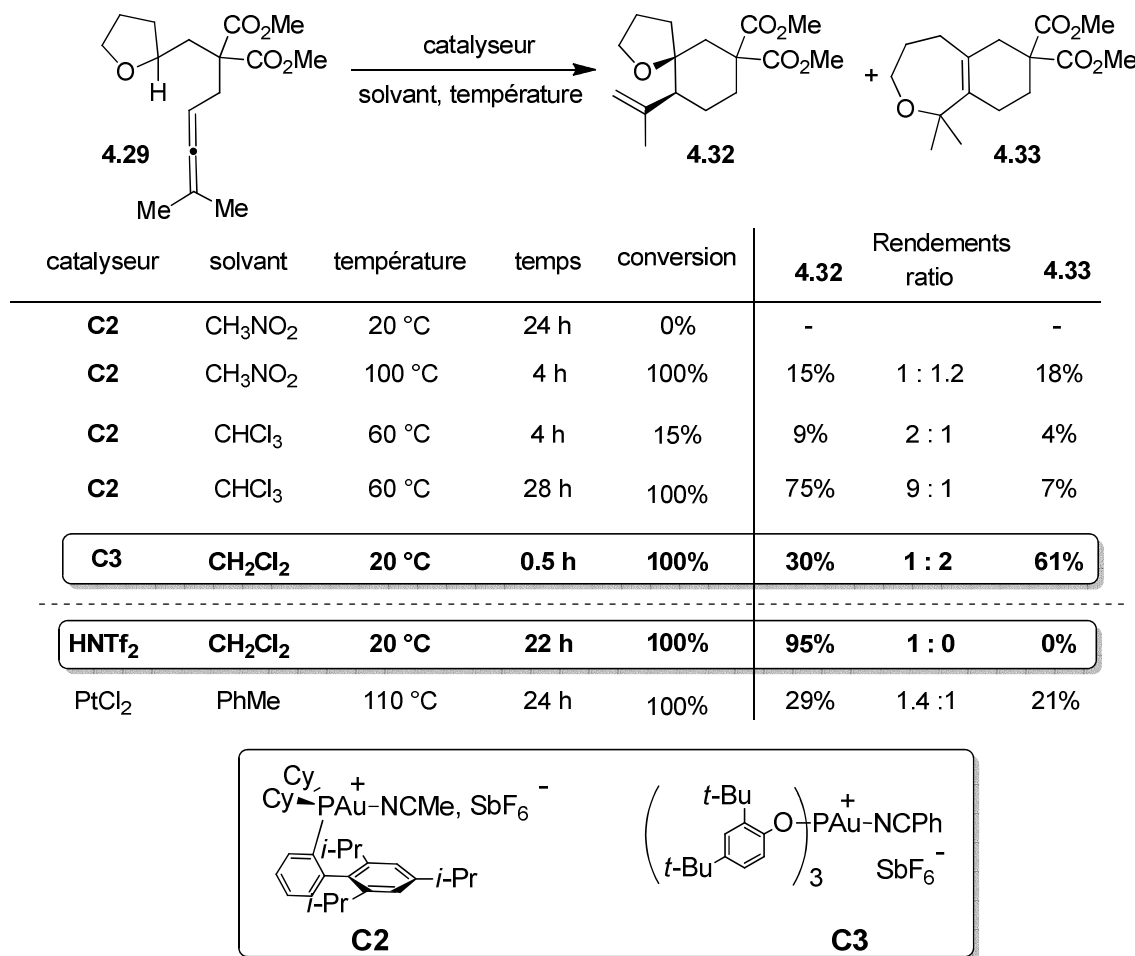 CO₂Me
CO₂Me
O
H
Me
Me
4.29
catalyseur
solvant, température
CO₂Me
CO₂Me
O
4.32
+
CO₂Me
CO₂Me
O
4.33
catalyseur solvant température temps conversion 4.32 Rendements ratio 4.33
C2 CH₃NO₂ 20 °C 24 h 0% - -
C2 CH₃NO₂ 100 °C 4 h 100% 15% 1 : 1.2 18%
C2 CHCl₃ 60 °C 4 h 15% 9% 2 : 1 4%
C2 CHCl₃ 60 °C 28 h 100% 75% 9 : 1 7%
C3 CH₂Cl₂ 20 °C 0.5 h 100% 30% 1 : 2 61%
HNTf₂ CH₂Cl₂ 20 °C 22 h 100% 95% 1 : 0 0%
PtCl₂ PhMe 110 °C 24 h 100% 29% 1.4 :1 21%
Cy
Cy
PAu-NCMe, SbF₆⁻
+
i-Pr
i-Pr
i-Pr
C2
t-Bu
O-PAu-NCPh
+
t-Bu
3
SbF₆⁻
C3